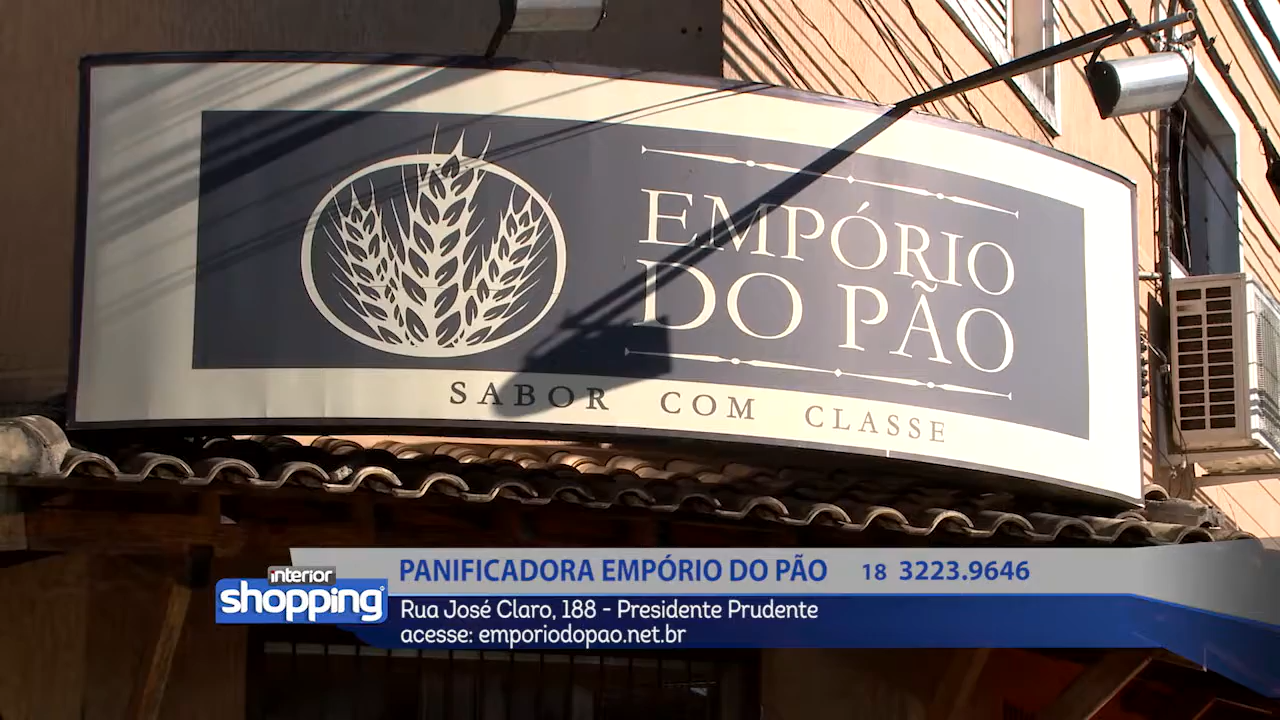 EMPÓRIO
DO PÃO
SABOR COM CLASSE
PANIFICADORA EMPÓRIO DO PÃO 18 3223.9646
interior
shopping
Rua José Claro, 188 - Presidente Prudente
acesse: emporiodopao.net.br